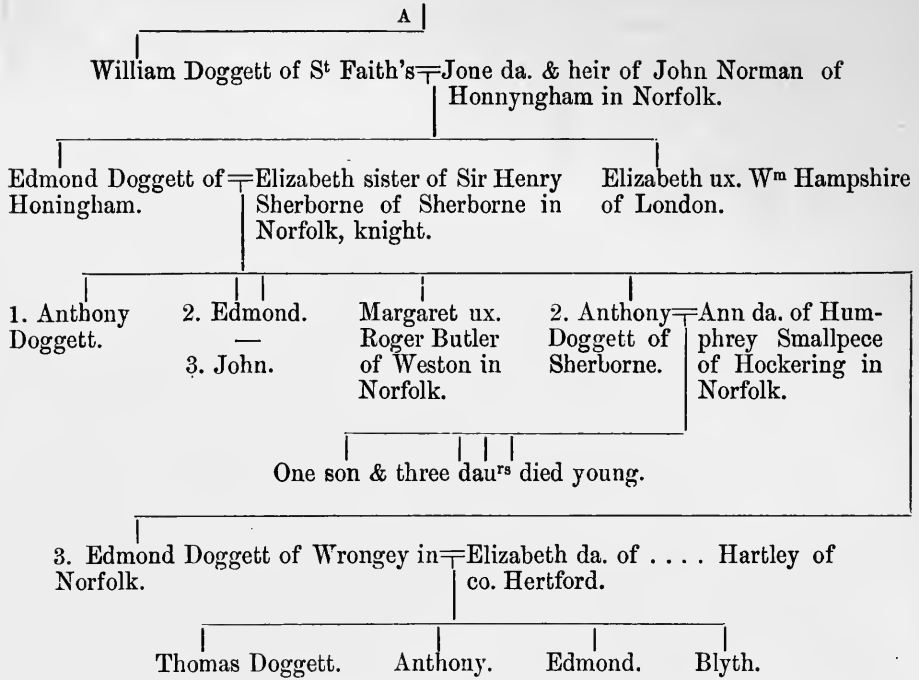 A
William Doggett of Sᵗ Faith's=Jone da. & heir of John Norman of
Honnyngham in Norfolk.
Edmond Doggett of=Elizabeth sister of Sir Henry
Honingham.
Sherborne of Sherborne in
Norfolk, knight.
Elizabeth ux. Wᵐ Hampshire
of London.
1. Anthony
Doggett.
2. Edmond.
—
3. John.
Margaret ux.
Roger Butler
of Weston in
Norfolk.
2. Anthony=Ann da. of Hum-
Doggett of
Sherborne.
phrey Smallpece
of Hockering in
Norfolk.
One son & three dauʳˢ died young.
3. Edmond Doggett of Wrongey in=Elizabeth da. of .... Hartley of
Norfolk.
co. Hertford.
Thomas Doggett.
Anthony.
Edmond.
Blyth.